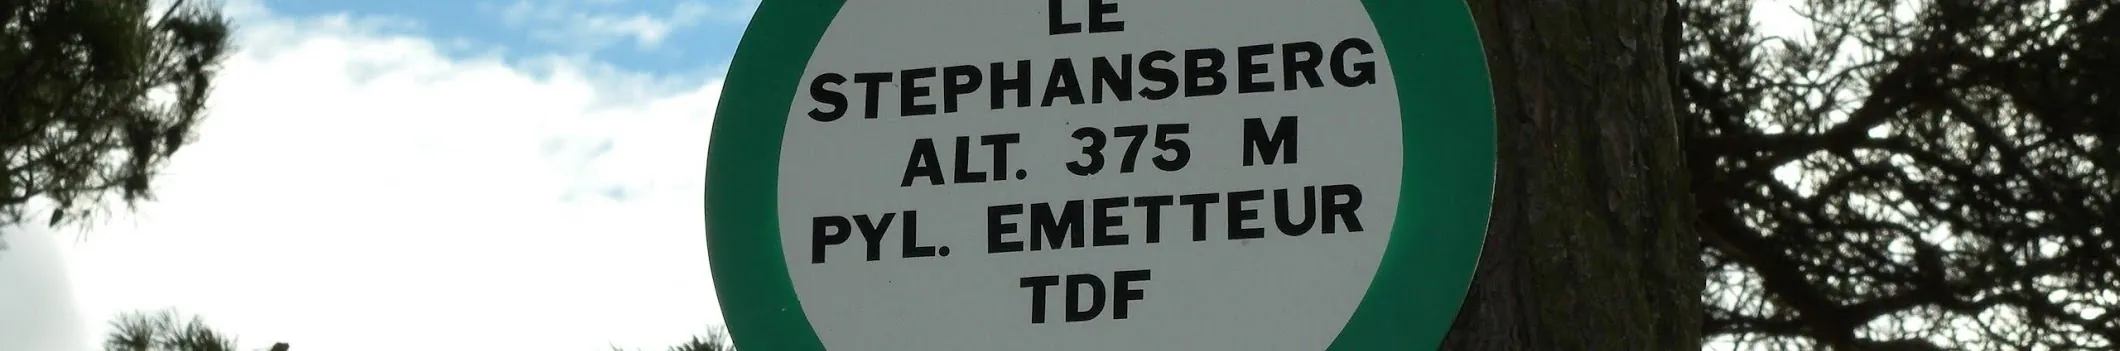 LE
STEPHANSBERG
ALT. 375 M
PYL. EMETTEUR
TDF